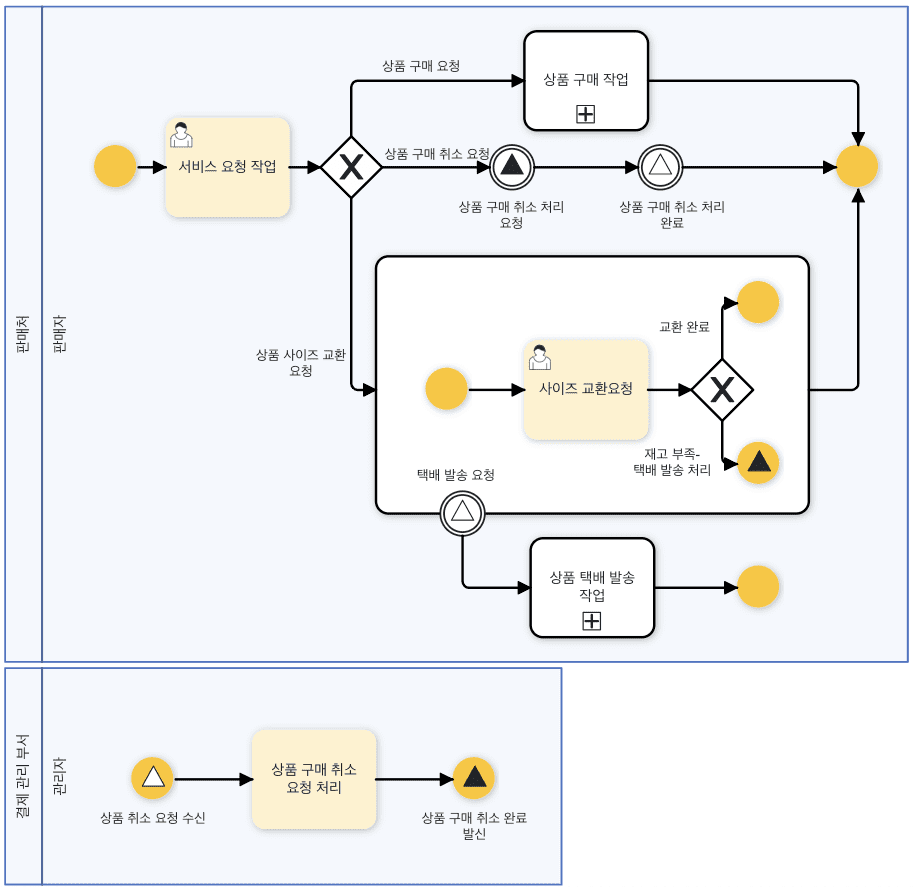 판매처
판매자
서비스 요청 작업
상품 구매 요청
상품 구매 작업
상품 구매 취소 요청
상품 구매 취소 처리
요청
상품 구매 취소 처리
완료
상품 사이즈 교환
요청
사이즈 교환요청
교환 완료
재고 부족-
택배 발송 처리
택배 발송 요청
상품 택배 발송
작업
결제 관리 부서
관리자
상품 취소 요청 수신
상품 구매 취소
요청 처리
상품 구매 취소 완료
발신